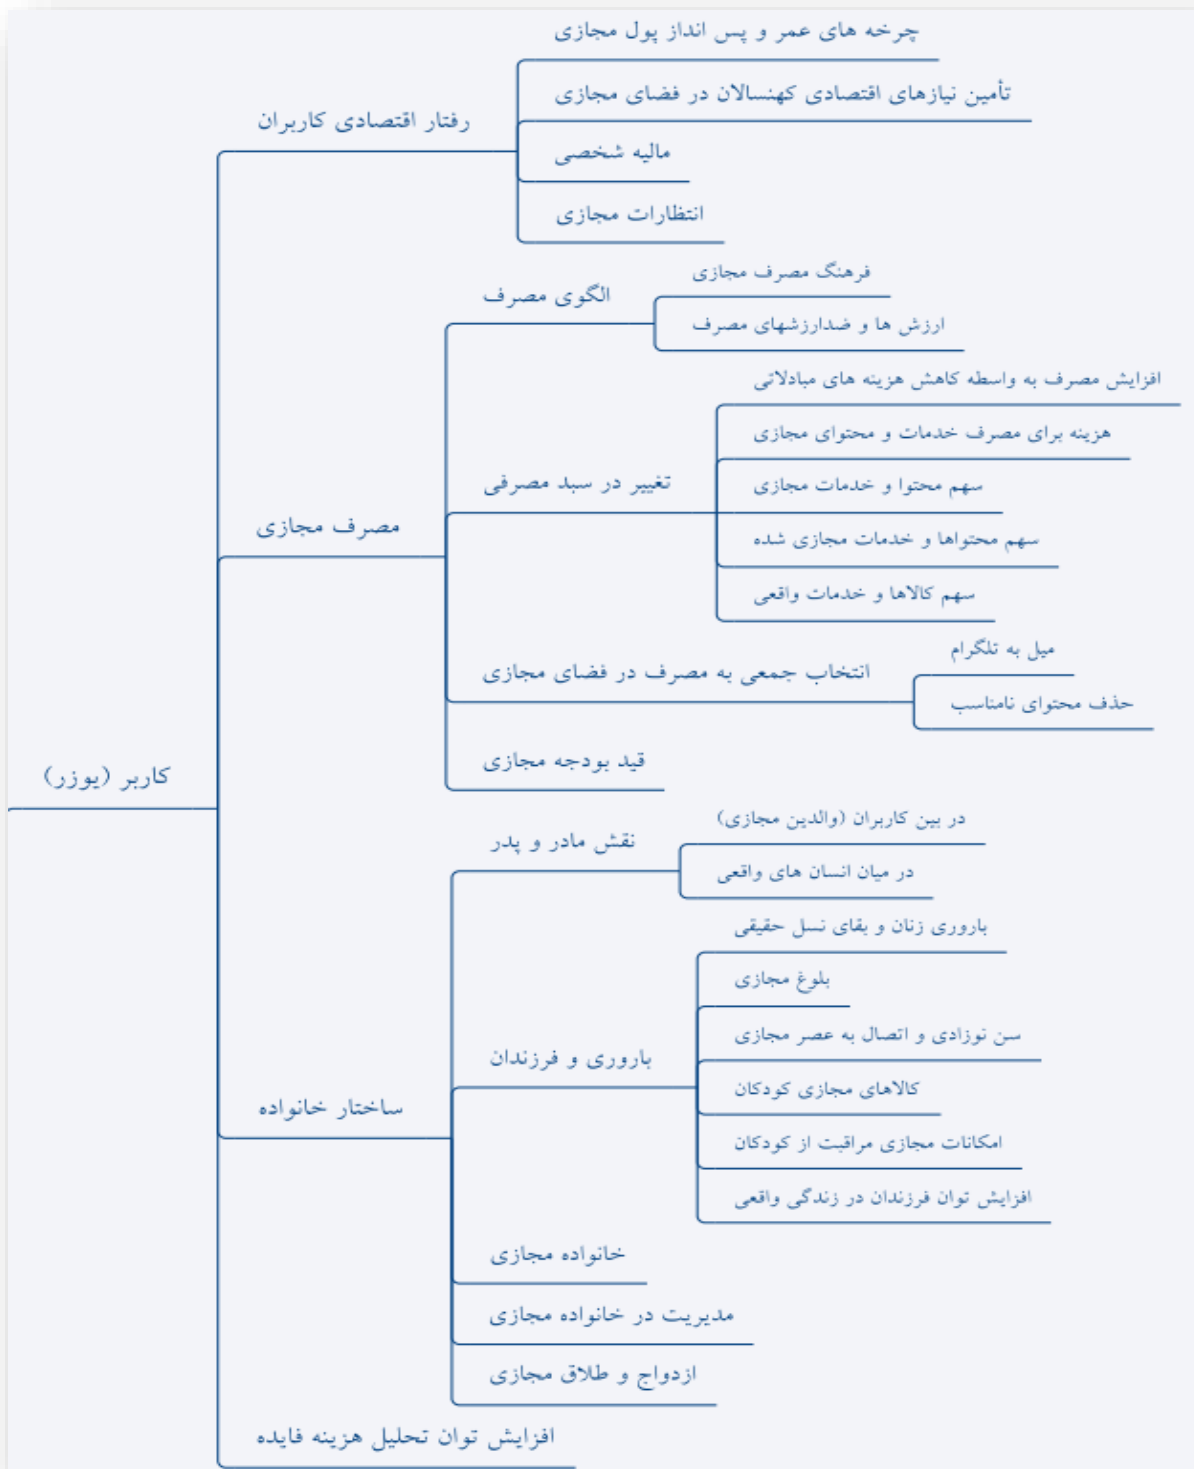 چرخه های عمر و پس انداز پول مجازی
تأمین نیازهای اقتصادی کهنسالان در فضای مجازی
رفتار اقتصادی کاربران
مالیه شخصی
انتظارات مجازی
فرهنگ مصرف مجازی
الگوی مصرف
ارزش ها و ضدارزشهای مصرف
افزایش مصرف به واسطه کاهش هزینه های مبادلاتی
هزینه برای مصرف خدمات و محتوای مجازی
تغییر در سبد مصرفی
سهم محتوا و خدمات مجازی
مصرف مجازی
سهم محتواها و خدمات مجازی شده
سهم کالاها و خدمات واقعی
میل به تلگرام
انتخاب جمعی به مصرف در فضای مجازی
حذف محتوای نامناسب
قید بودجه مجازی
کاربر (یوزر)
در بین کاربران (والدین مجازی)
نقش مادر و پدر
در میان انسان های واقعی
باروری زنان و بقای نسل حقیقی
بلوغ مجازی
سن نوزادی و اتصال به عصر مجازی
باروری و فرزندان
کالاهای مجازی کودکان
ساختار خانواده
امکانات مجازی مراقبت از کودکان
افزایش توان فرزندان در زندگی واقعی
خانواده مجازی
مدیریت در خانواده مجازی
ازدواج و طلاق مجازی
افزایش توان تحلیل هزینه فایده